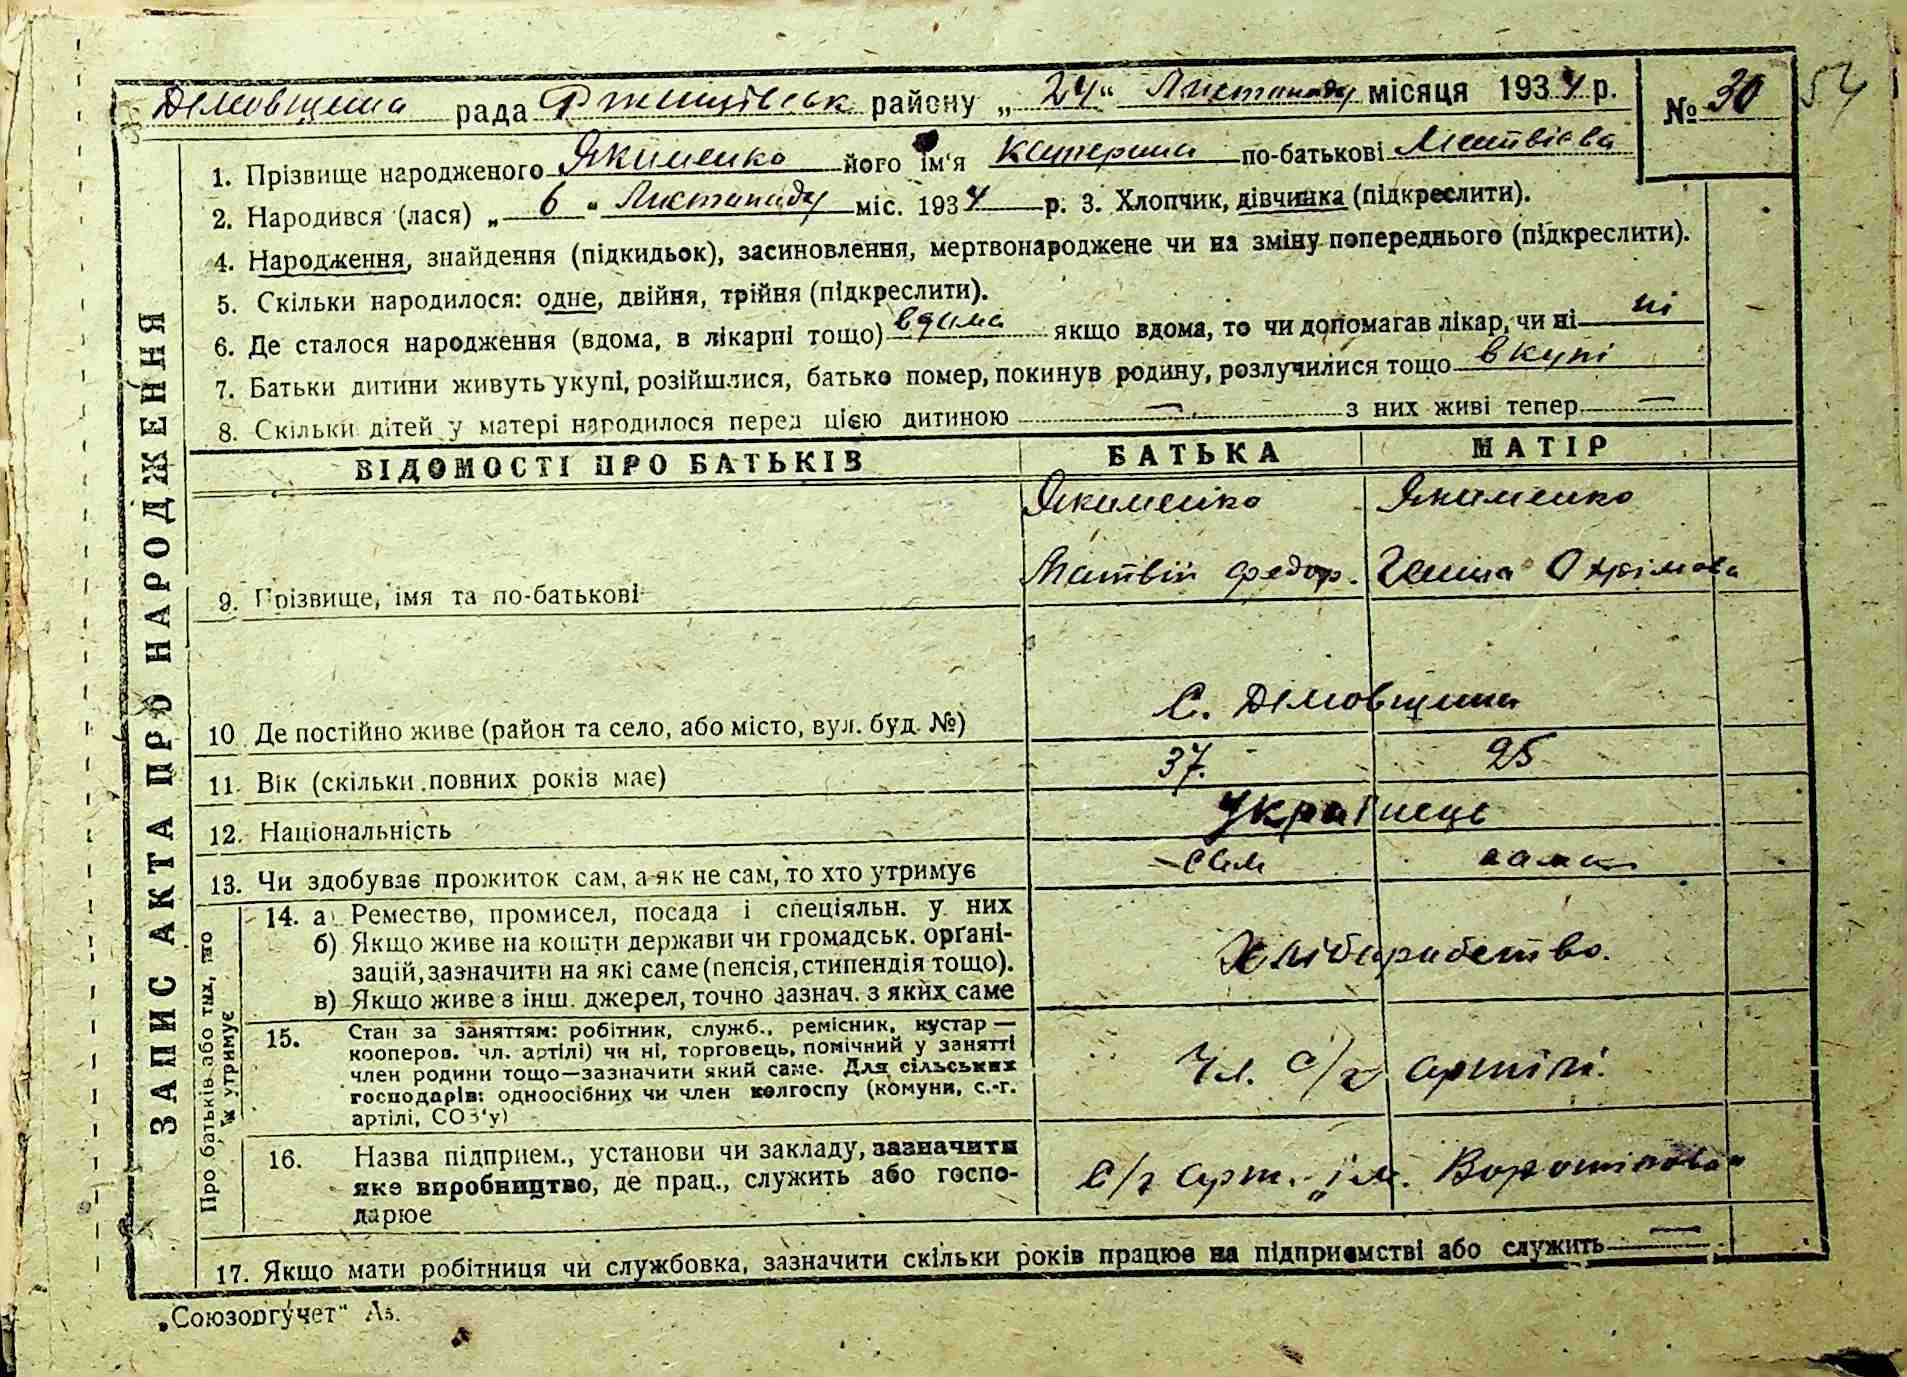 Дімовщина рада Ржищівськ району „24“ Листопаду місяця 1934 р. № 30 54
1. Прізвище народженого Якименко його ім‘я Катерина по-батькові Матвієва
2. Народився (лася) „ 6 “ Листопаду міс. 1934 р. 3. Хлопчик, дівчинка (підкреслити).
4. Народження, знайдення (підкидьок), засиновлення, мертвонароджене чи на зміну попереднього (підкреслити).
5. Скільки народилося: одне, двійня, трійня (підкреслити).
6. Де сталося народження (вдома, в лікарні тощо) вдома якщо вдома, то чи допомагав лікар, чи ні ні
7. Батьки дитини живуть укупі, розійшлися, батько помер, покинув родину, розлучилися тощо вкупі
8. Скільки дітей у матері народилося перед цією дитиною — з них живі тепер —
ЗАПИС АКТА ПРО НАРОДЖЕННЯ
ВІДОМОСТІ ПРО БАТЬКІВ БАТЬКА МАТІР
Якименко Якименко
9. Прізвище, імя та по-батькові Матвій Федор. Ганна Охрімова
10 Де постійно живе (район та село, або місто, вул. буд. №) С. Дімовщина
11. Вік (скільки повних років має) 37. 25
12. Національність Українець
13. Чи здобуває прожиток сам, а як не сам, то хто утримує сам сама
Про батьків або тих, що їх утримує
14. а) Ремество, промисел, посада і спеціяльн. у них
б) Якщо живе на кошти держави чи громадськ. орґані-
зацій, зазначити на які саме (пенсія, стипендія тощо). Хліборобство.
в) Якщо живе з інш. джерел, точно зазнач. з яких саме
15. Стан за заняттям: робітник, служб., ремісник, кустар —
кооперов. чл. артілі) чи ні, торговець, помічний у занятті
член родини тощо—зазначити який саме. Для сільських Чл. с/г артілі.
господарів: одноосібних чи член колгоспу (комуни, с.-г.
артілі, СОЗ‘у)
16. Назва підприєм., установи чи закладу, зазначити
яке виробництво, де прац., служить або госпо- С/г арт. „ім. Ворошілова“
дарює
17. Якщо мати робітниця чи службовка, зазначити скільки років працює на підприємстві або служить —
„Союзоргучет“ Аз.